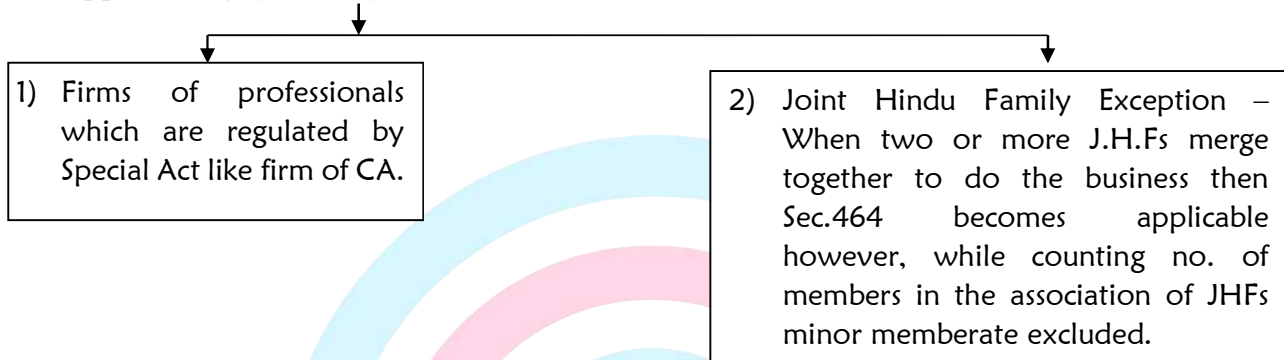 1) Firms of professionals
which are regulated by
Special Act like firm of CA.
2) Joint Hindu Family Exception –
When two or more J.H.Fs merge
together to do the business then
Sec.464 becomes applicable
however, while counting no. of
members in the association of JHFs
minor memberate excluded.